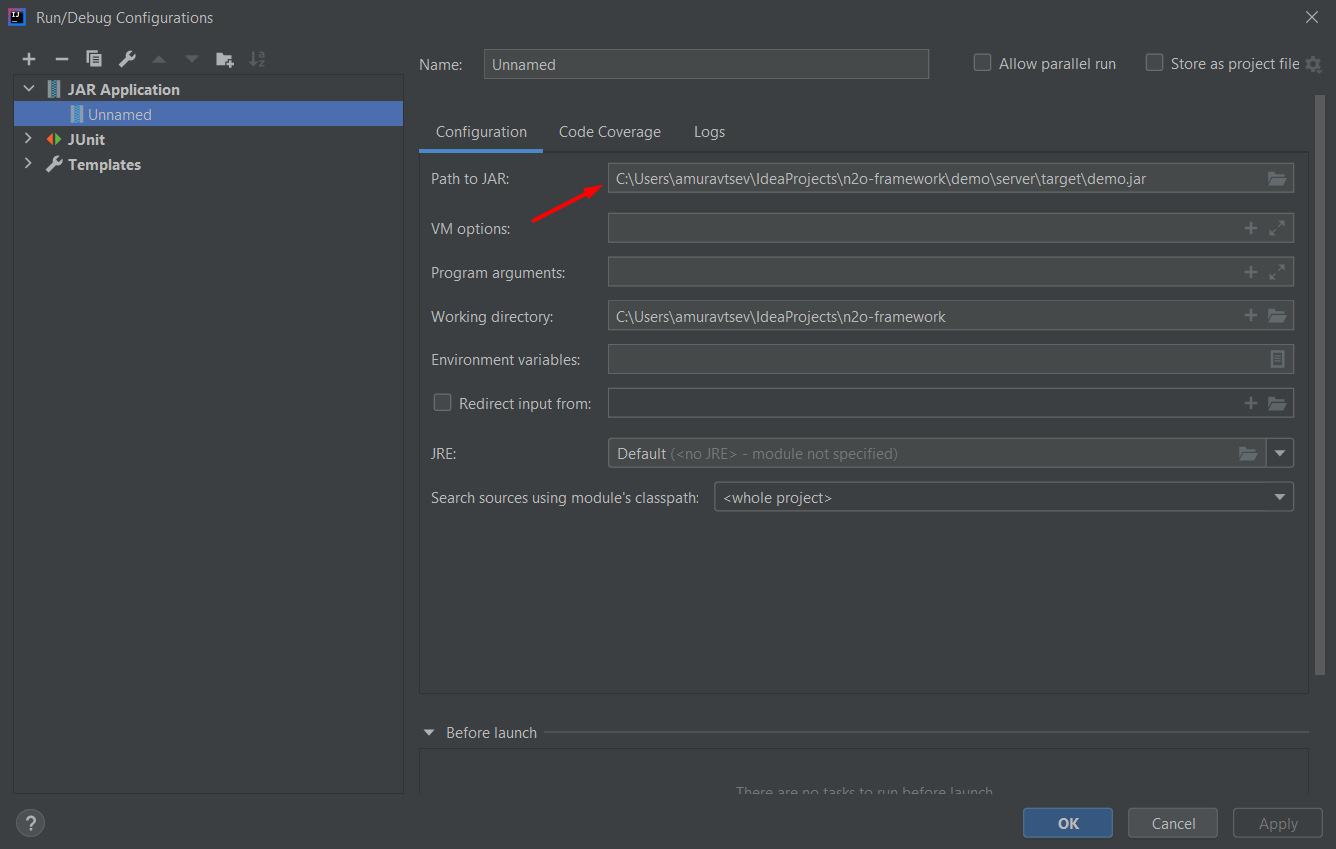 Run/Debug Configurations
Name: Unnamed
Allow parallel run
Store as project file
JAR Application
Unnamed
JUnit
Templates
Configuration Code Coverage Logs
Path to JAR: C:\Users\amuravtsev\IdeaProjects\n2o-framework\demo\server\target\demo.jar
VM options:
Program arguments:
Working directory: C:\Users\amuravtsev\IdeaProjects\n2o-framework
Environment variables:
Redirect input from:
JRE: Default (<no JRE> - module not specified)
Search sources using module's classpath: <whole project>
Before launch
There are no tasks to run before launch
? OK Cancel Apply